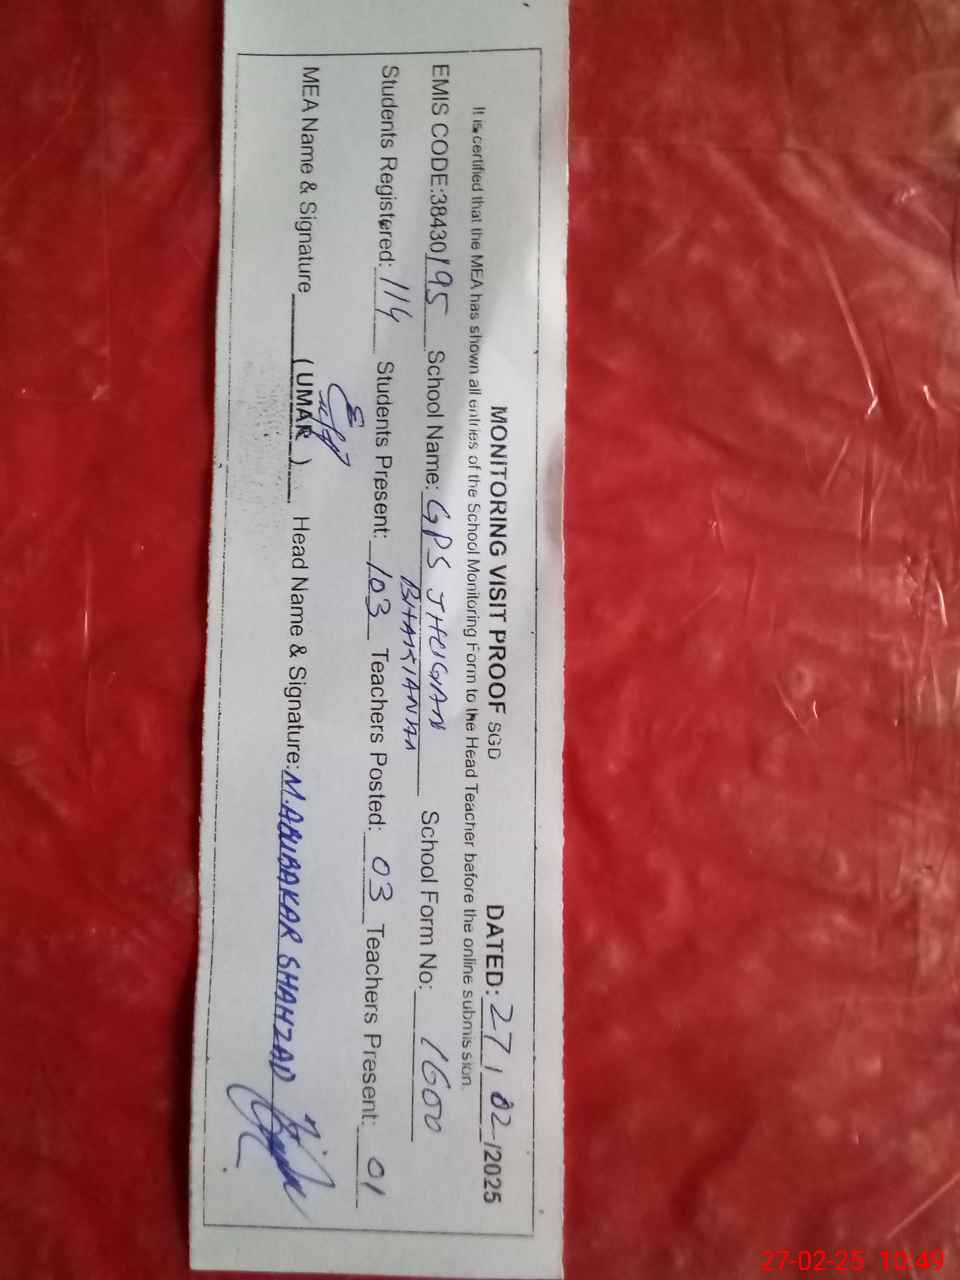 MONITORING VISIT PROOF SGD DATED: 27/02/2025
It is certified that the MEA has shown all entries of the School Monitoring Form to the Head Teacher before the online submission.
EMIS CODE:38430195 School Name: GPS JHUGIAN BHAKIANAA School Form No: 1600
Students Registered: 114 Students Present: 103 Teachers Posted: 03 Teachers Present: 01
MEA Name & Signature (UMAR) Head Name & Signature: M.ABUBAKAR SHAHZAD
27-02-25 10:49